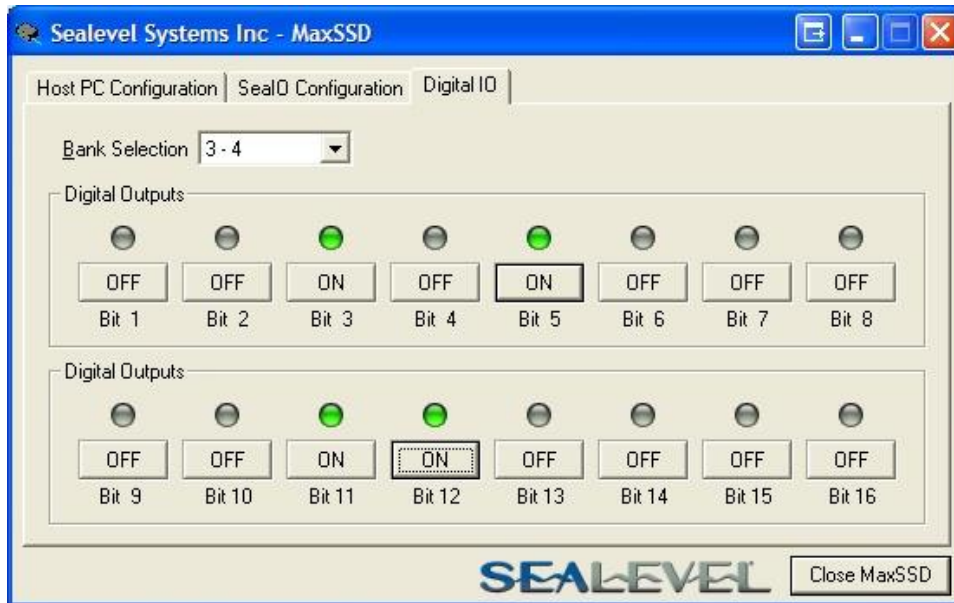 Sealevel Systems Inc - MaxSSD
Host PC Configuration SeaIO Configuration Digital IO
Bank Selection 3 - 4
Digital Outputs
OFF OFF ON OFF ON OFF OFF OFF
Bit 1 Bit 2 Bit 3 Bit 4 Bit 5 Bit 6 Bit 7 Bit 8
Digital Outputs
OFF OFF ON ON OFF OFF OFF OFF
Bit 9 Bit 10 Bit 11 Bit 12 Bit 13 Bit 14 Bit 15 Bit 16
SEALEVEL Close MaxSSD